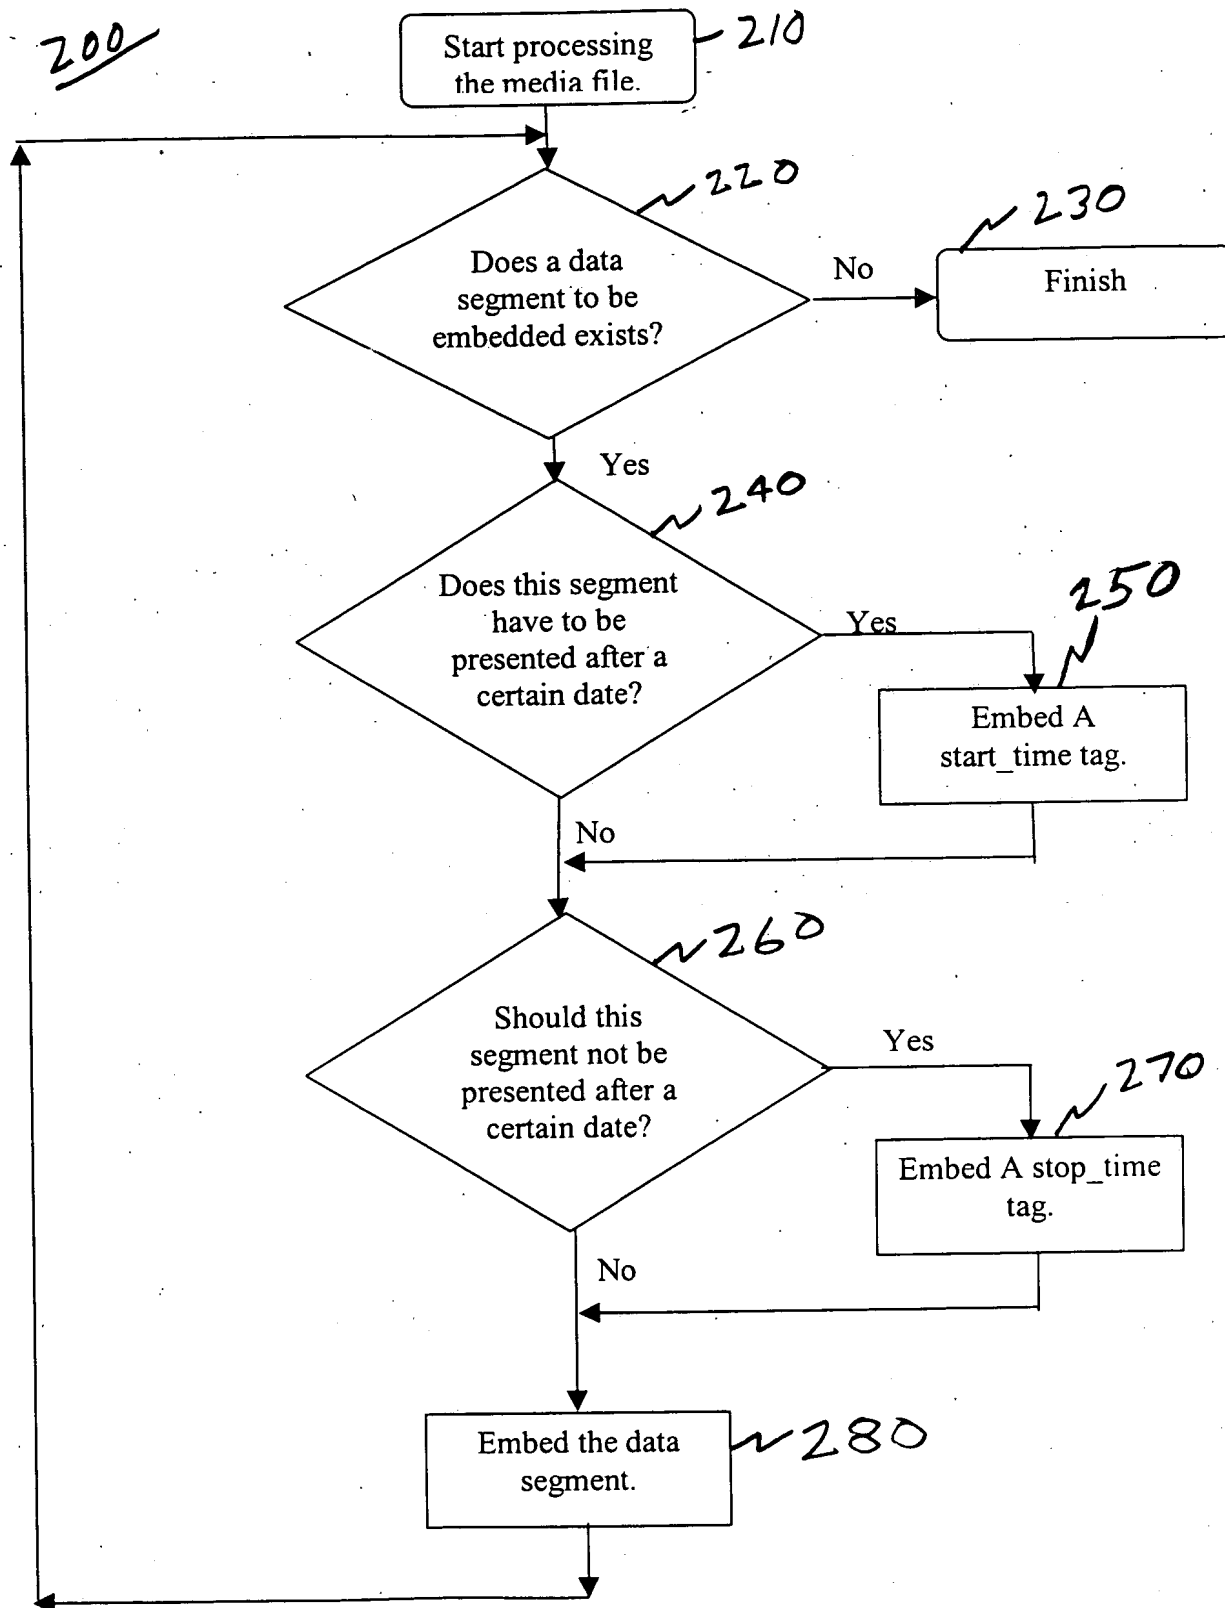 200
Start processing
the media file.
210
220
Does a data
segment to be
embedded exists?
No
230
Finish
Yes
240
Does this segment
have to be
presented after a
certain date?
Yes
250
Embed A
start_time tag.
No
260
Should this
segment not be
presented after a
certain date?
Yes
270
Embed A stop_time
tag.
No
Embed the data
segment.
280